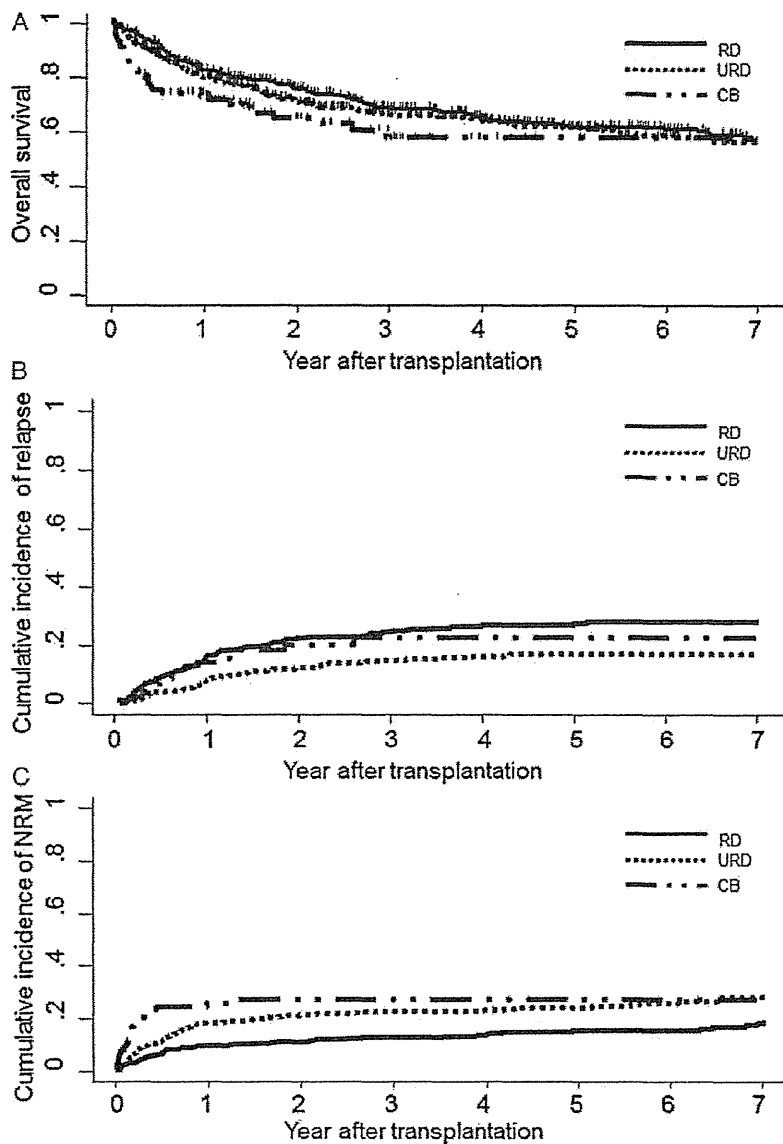 A
Overall survival
1
.8
.6
.4
.2
0
RD
URD
CB
0 1 2 3 4 5 6 7
Year after transplantation
B
Cumulative incidence of relapse
1
.8
.6
.4
.2
0
RD
URD
CB
0 1 2 3 4 5 6 7
Year after transplantation
C
Cumulative incidence of NRM
1
.8
.6
.4
.2
0
RD
URD
CB
0 1 2 3 4 5 6 7
Year after transplantation